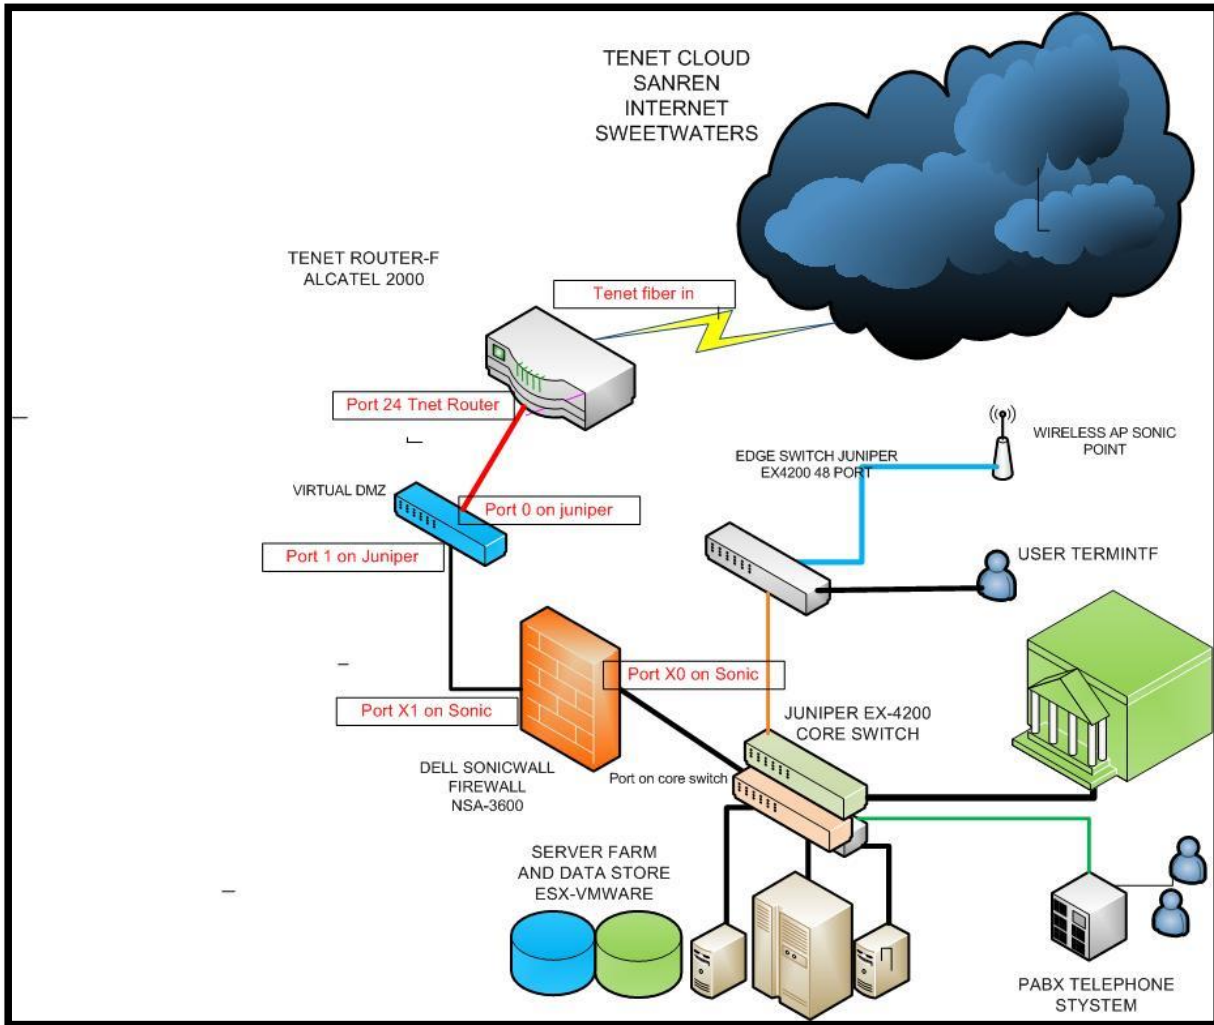 TENET CLOUD
SANREN
INTERNET
SWEETWATERS
TENET ROUTER-F
ALCATEL 2000
Tenet fiber in
Port 24 Tnet Router
WIRELESS AP SONIC
POINT
EDGE SWITCH JUNIPER
EX4200 48 PORT
VIRTUAL DMZ
Port 0 on juniper
Port 1 on Juniper
USER TERMINTF
Port X0 on Sonic
Port X1 on Sonic
JUNIPER EX-4200
CORE SWITCH
DELL SONICWALL
FIREWALL
NSA-3600
Port on core switch
SERVER FARM
AND DATA STORE
ESX-VMWARE
PABX TELEPHONE
STYSTEM